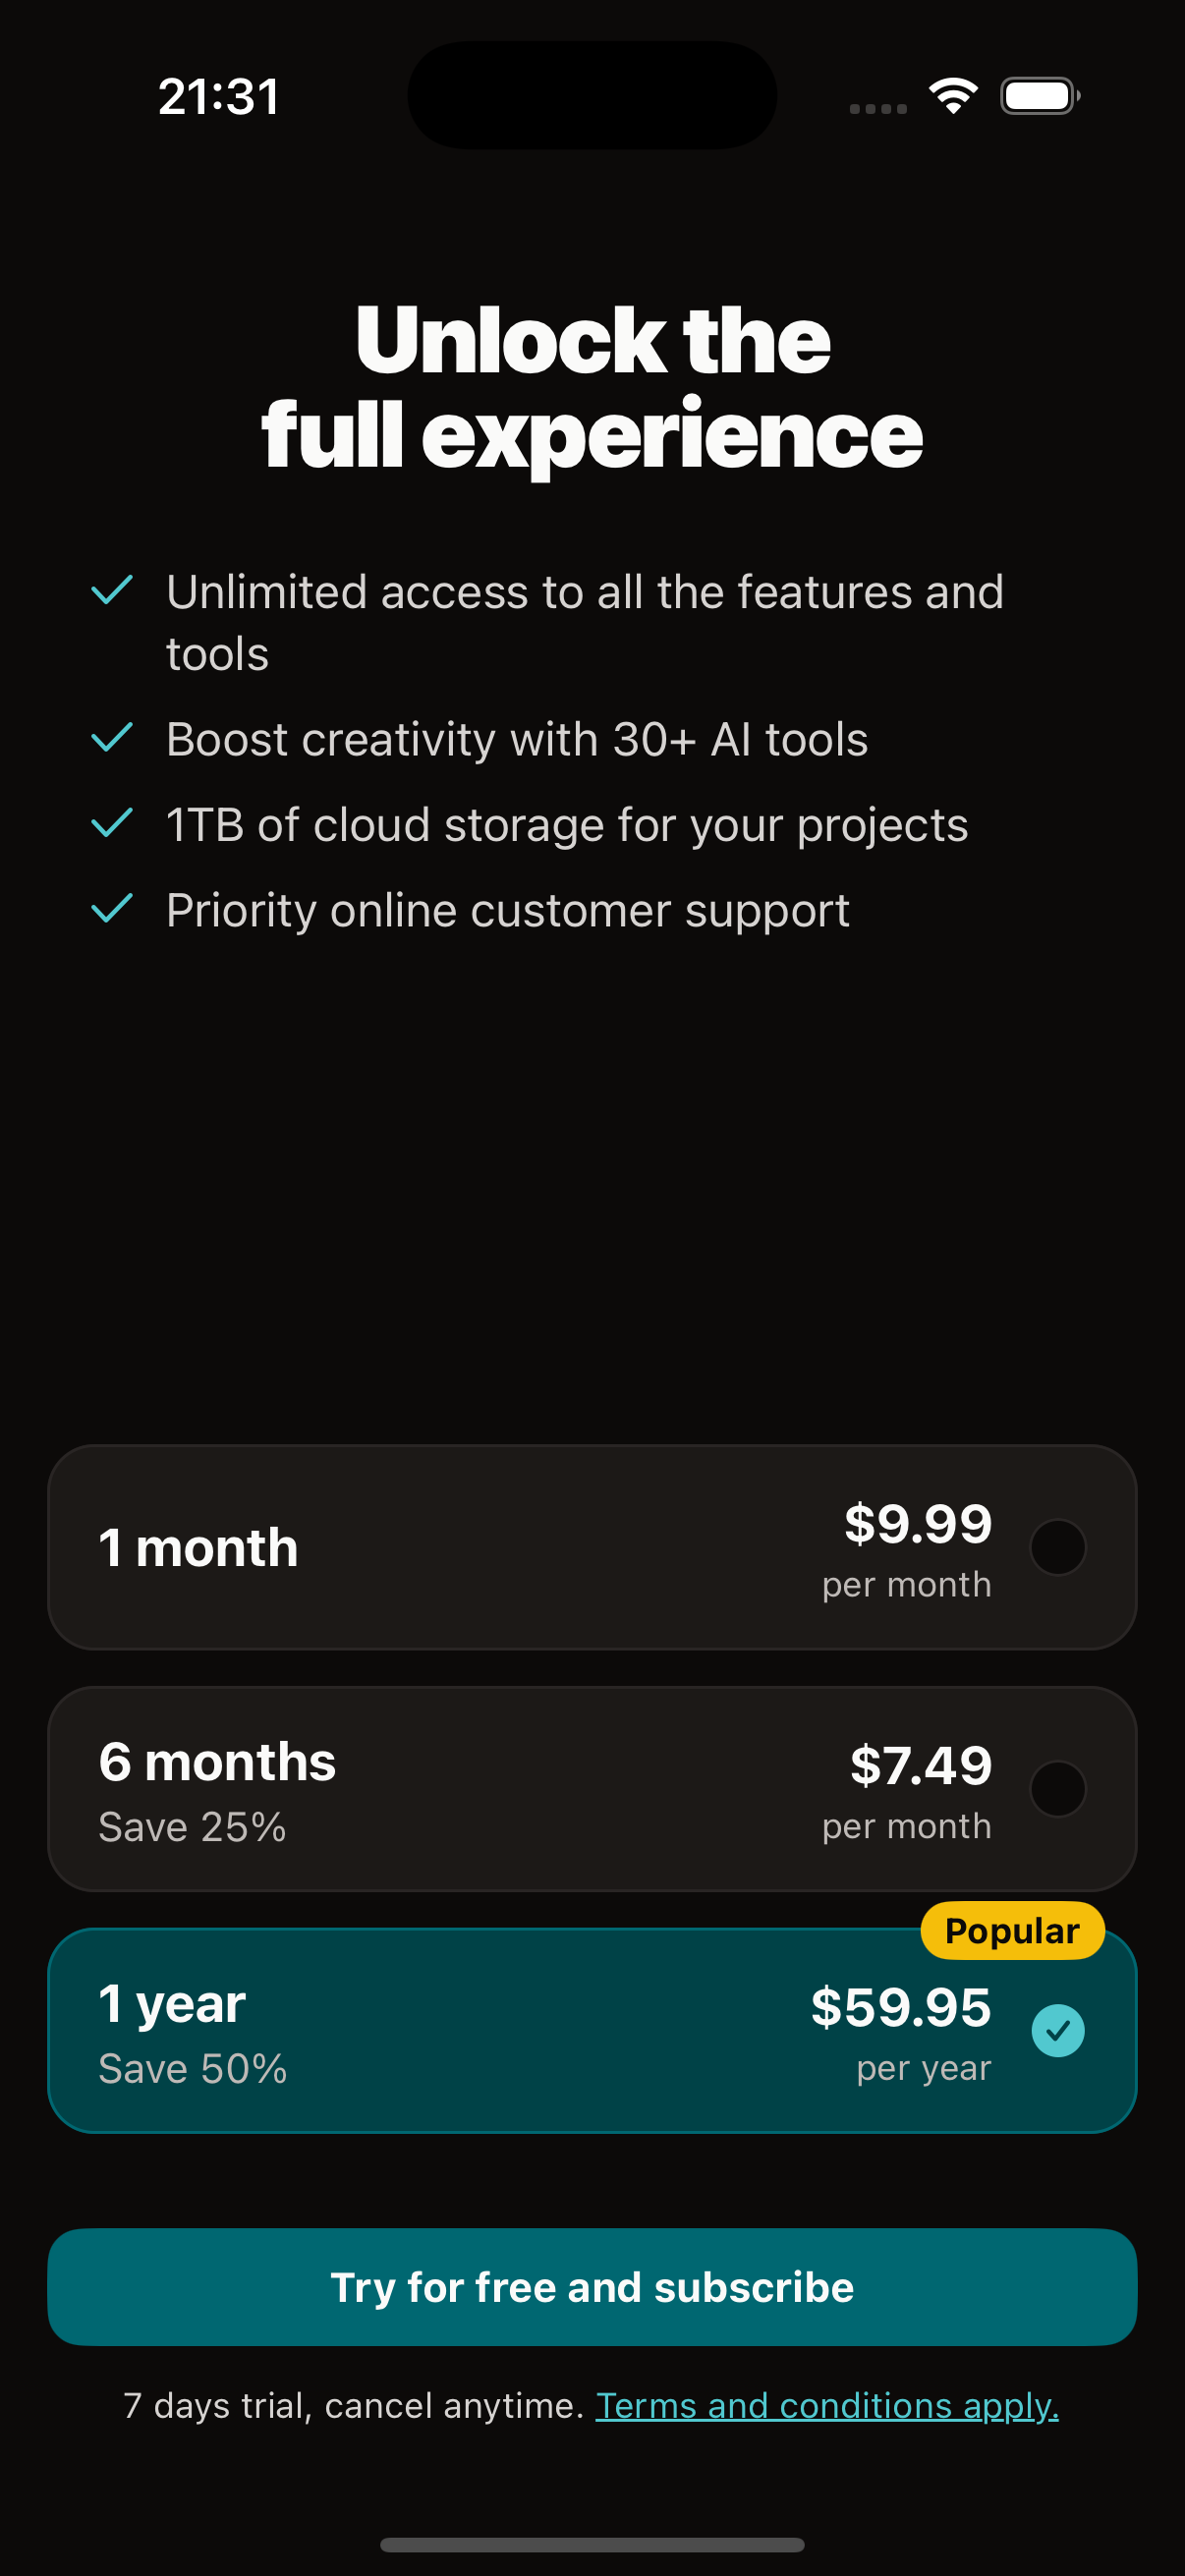 21:31
Unlock the
full experience
Unlimited access to all the features and
tools
Boost creativity with 30+ AI tools
1TB of cloud storage for your projects
Priority online customer support
1 month
$9.99
per month
6 months
Save 25%
$7.49
per month
Popular
1 year
Save 50%
$59.95
per year
Try for free and subscribe
7 days trial, cancel anytime. Terms and conditions apply.